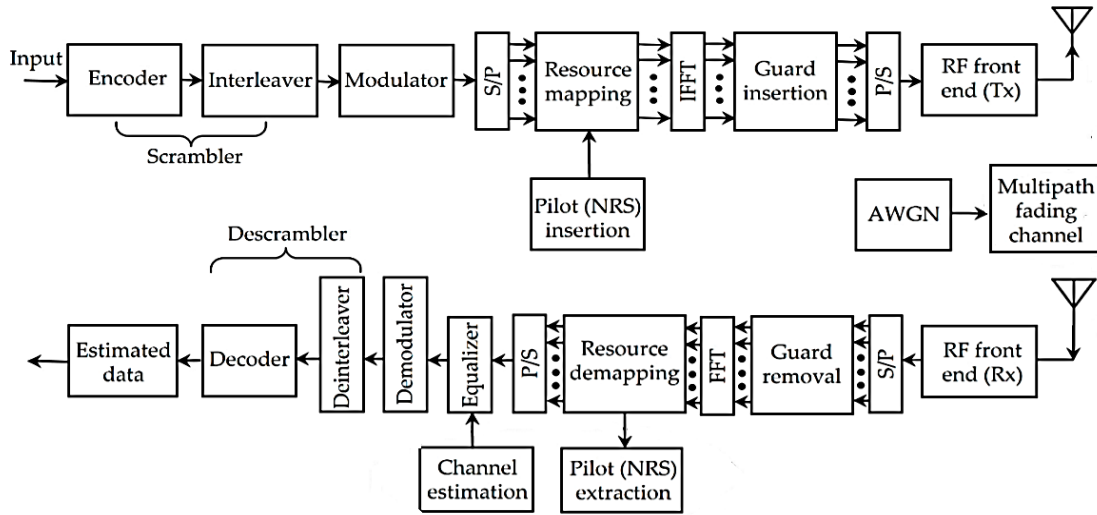 Input
Encoder
Interleaver
Modulator
S/P
Resource
mapping
IFFT
Guard
insertion
P/S
RF front
end (Tx)
Scrambler
Pilot (NRS)
insertion
AWGN
Multipath
fading
channel
Descrambler
Estimated
data
Decoder
Dcinterleaver
Demodulator
Equalizer
P/S
Resource
demapping
FFT
Guard
removal
S/P
RF front
end (Rx)
Channel
estimation
Pilot (NRS)
extraction